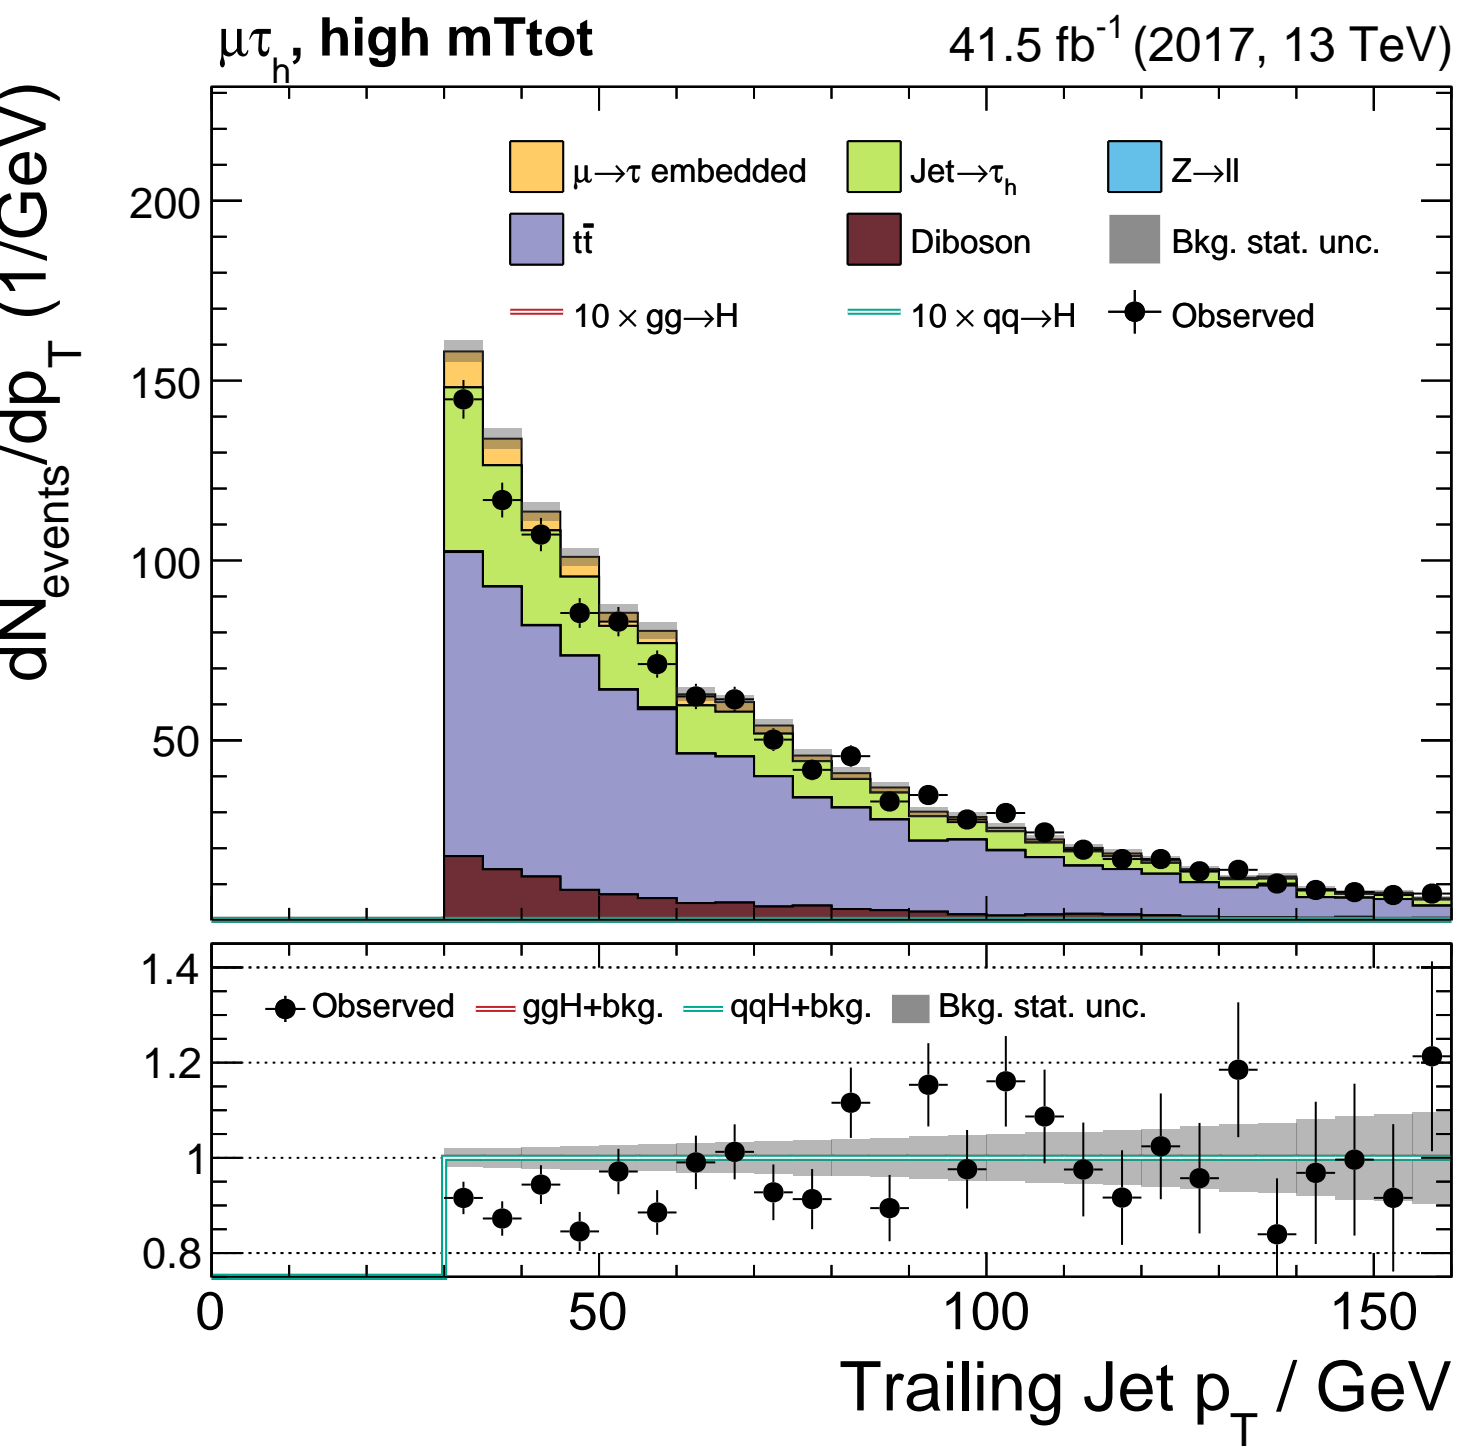 μτh, high mTtot 41.5 fb-1 (2017, 13 TeV)
dNevents/dpT (1/GeV)
μ→τ embedded Jet→τh Z→ll
tt̄ Diboson Bkg. stat. unc.
10 × gg→H 10 × qq→H Observed
200
150
100
50
1.4
Observed ggH+bkg. qqH+bkg. Bkg. stat. unc.
1.2
1
0.8
0 50 100 150
Trailing Jet pT / GeV